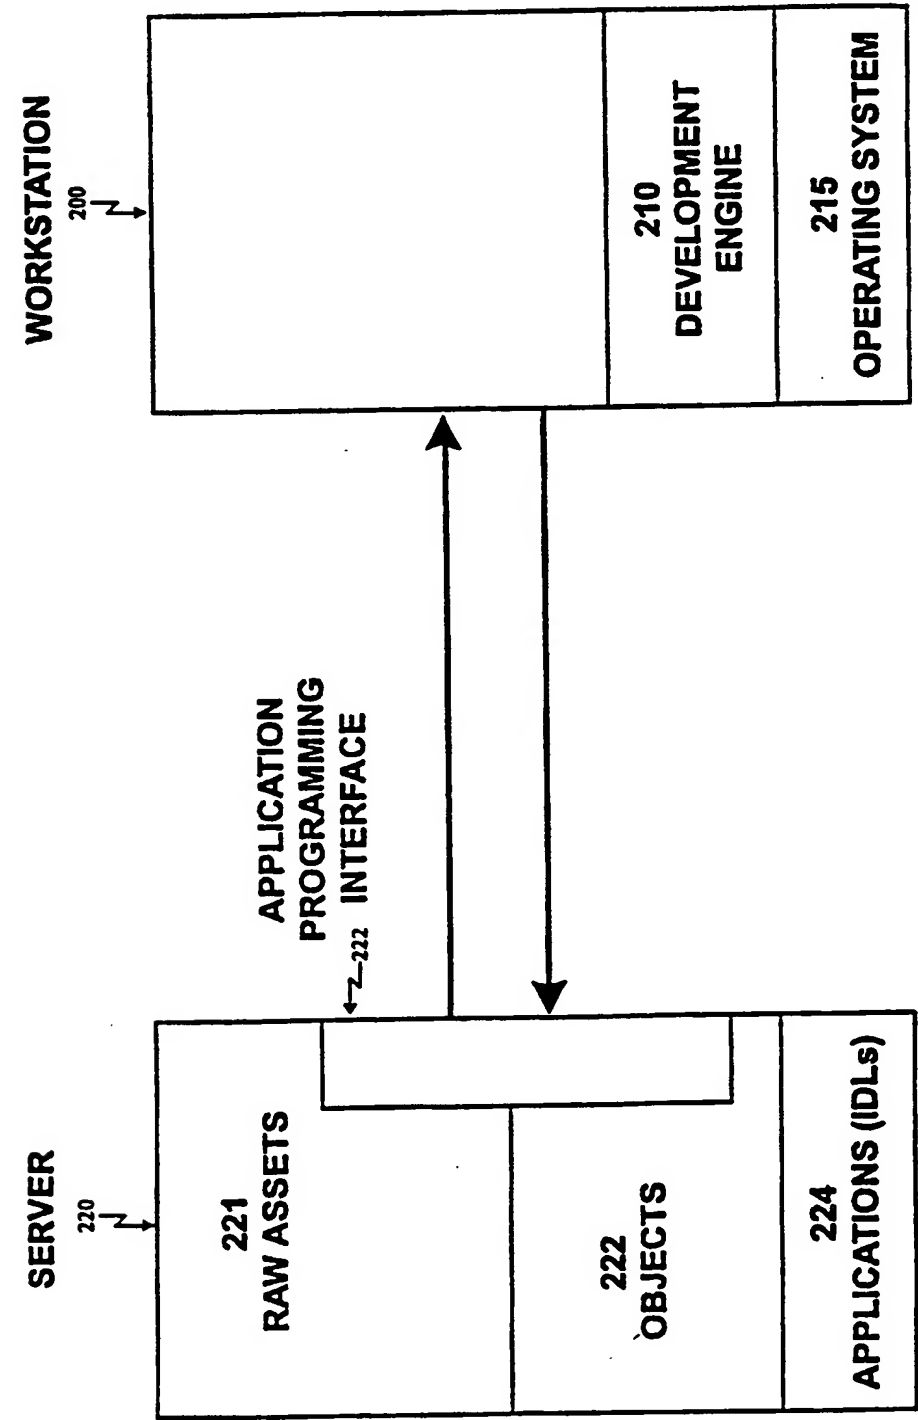 SERVER
220
221
RAW ASSETS
222
OBJECTS
224
APPLICATIONS (IDLs)
APPLICATION
PROGRAMMING
INTERFACE
222
WORKSTATION
200
210
DEVELOPMENT
ENGINE
215
OPERATING SYSTEM